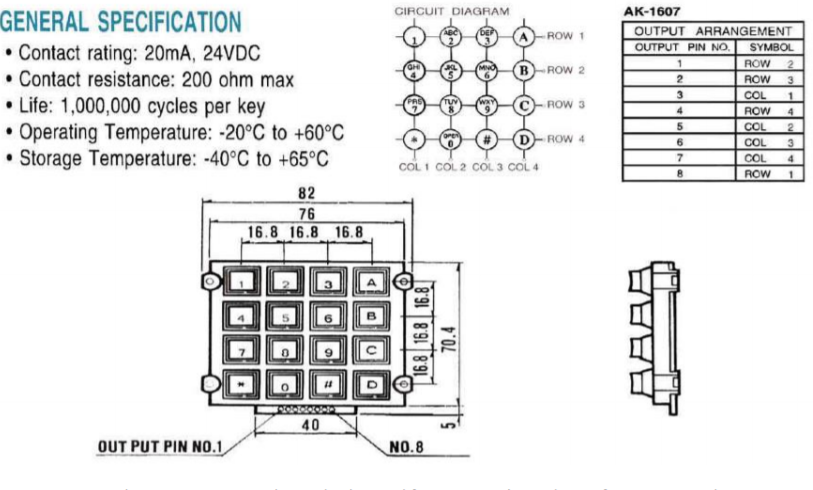 GENERAL SPECIFICATION
• Contact rating: 20mA, 24VDC
• Contact resistance: 200 ohm max
• Life: 1,000,000 cycles per key
• Operating Temperature: -20°C to +60°C
• Storage Temperature: -40°C to +65°C
CIRCUIT DIAGRAM
1 ABC 2 DEF 3 A ROW 1
GHI 4 JKL 5 MNO 6 B ROW 2
PRS 7 TUV 8 WXY 9 C ROW 3
* OPER 0 # D ROW 4
COL 1 COL 2 COL 3 COL 4
AK-1607
OUTPUT ARRANGEMENT
OUTPUT PIN NO. SYMBOL
1 ROW 2
2 ROW 3
3 COL 1
4 ROW 4
5 COL 2
6 COL 3
7 COL 4
8 ROW 1
82
76
16.8 16.8 16.8
1 2 3 A
4 5 6 B
7 8 9 C
* 0 # D
16.8
16.8
16.8
70.4
5
40
OUT PUT PIN NO.1 NO.8